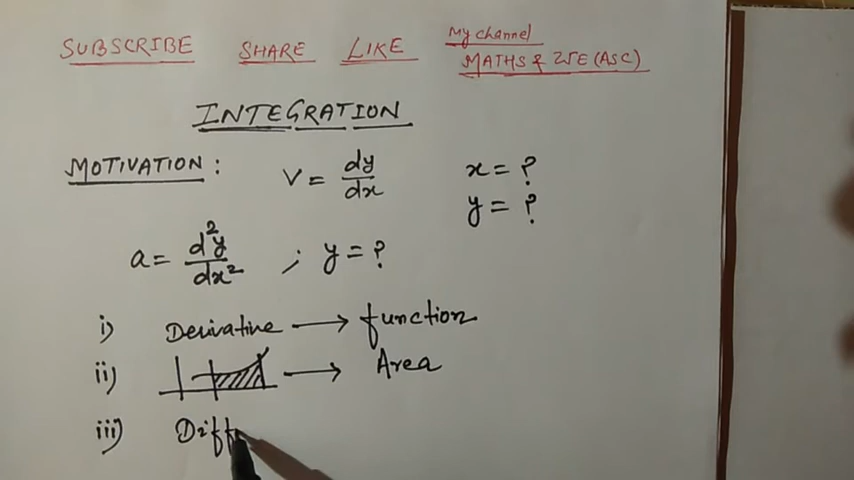 SUBSCRIBE SHARE LIKE My channel
MATHS & (ASC)
INTEGRATION
MOTIVATION : v = dy/dx x = ?
y = ?
a = d²y/dx² ; y = ?
i) Derivative → function
ii) → Area
iii) Diff